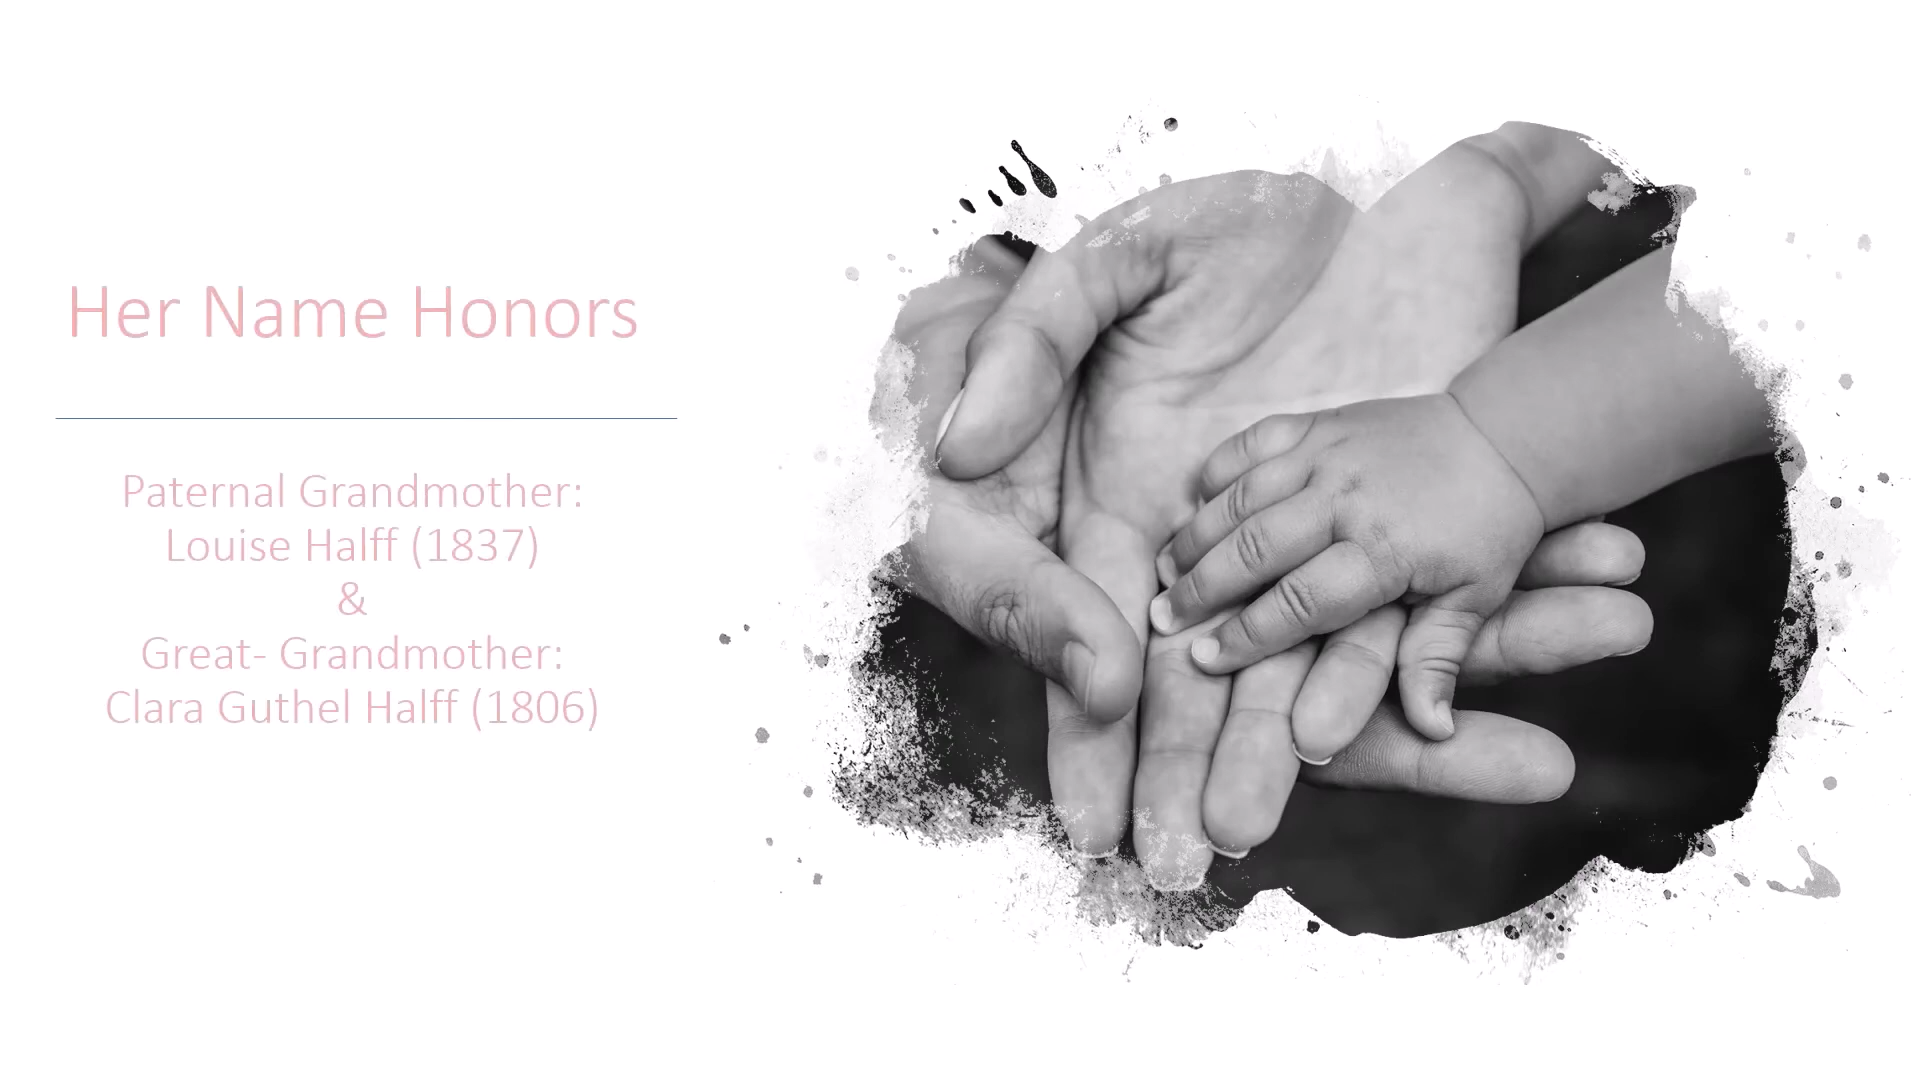 Her Name Honors
Paternal Grandmother:
Louise Halff (1837)
&
Great- Grandmother:
Clara Guthel Halff (1806)